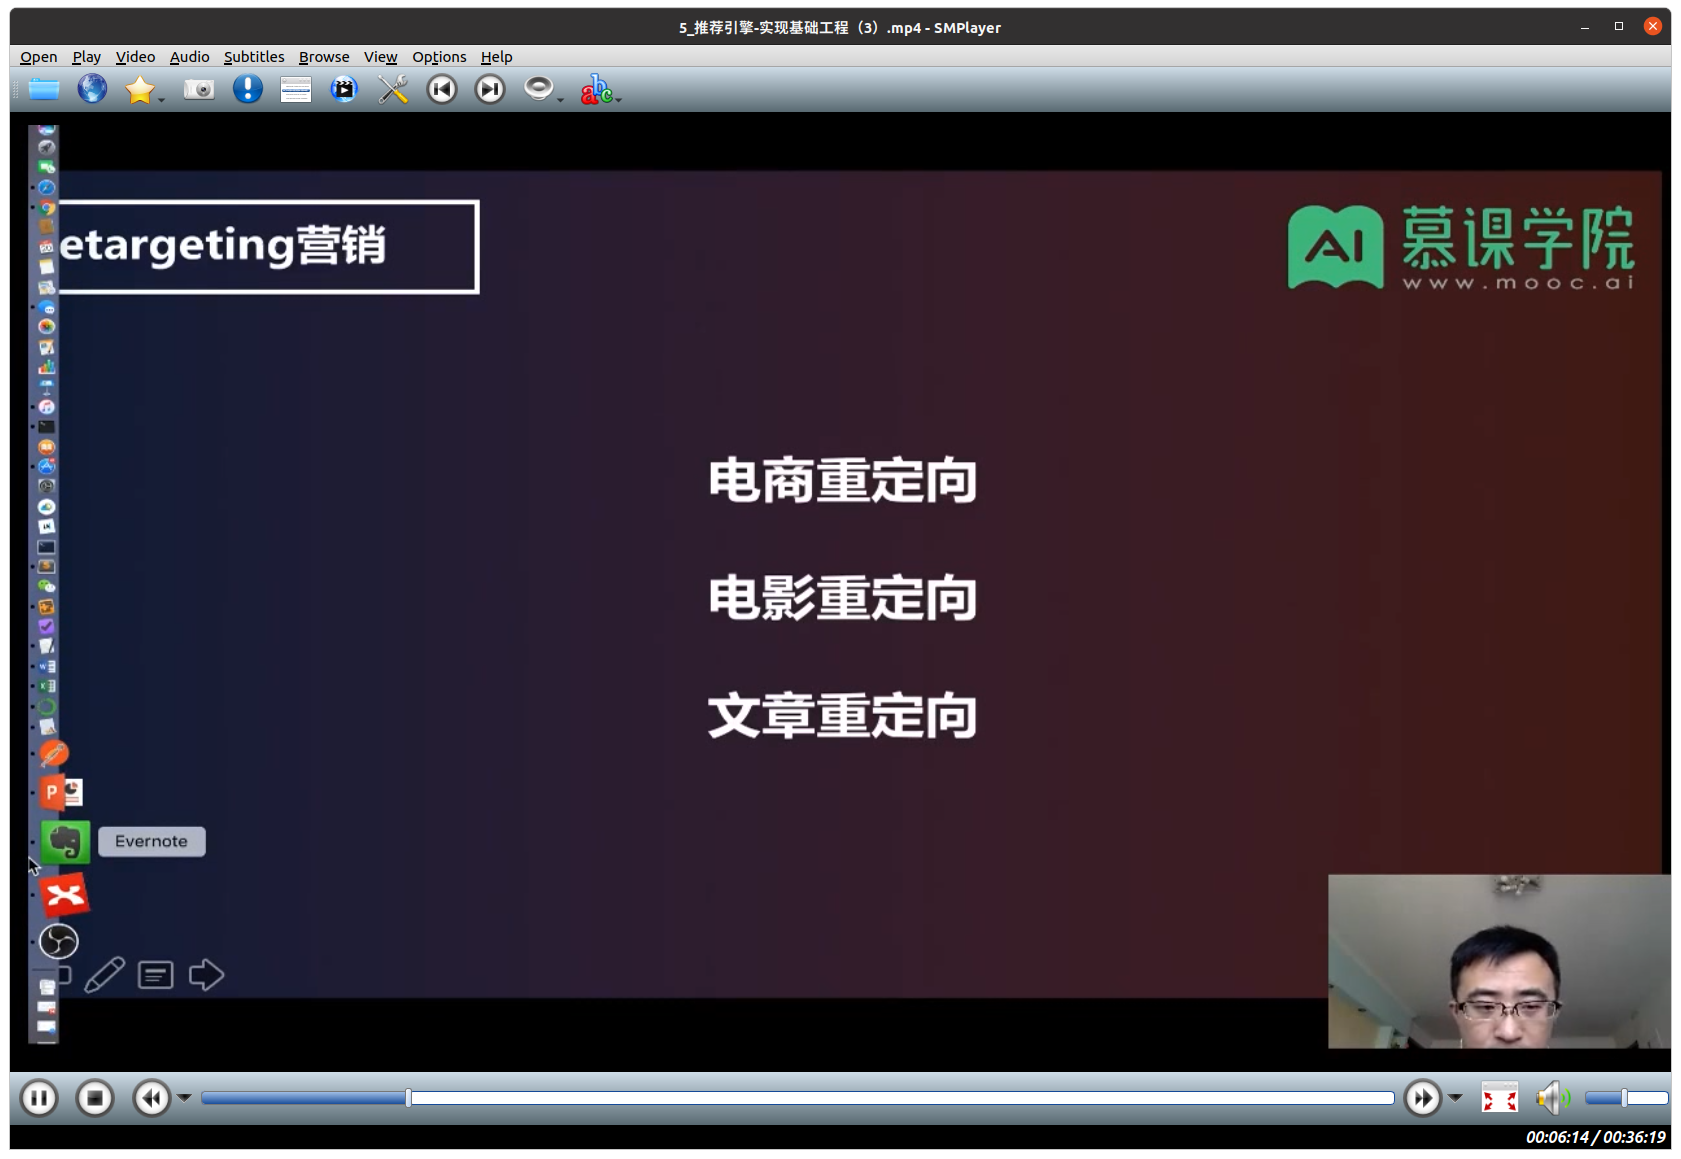 5_推荐引擎-实现基础工程（3）.mp4 - SMPlayer
Open Play Video Audio Subtitles Browse View Options Help
abc
etargeting营销
AI 慕课学院
www.mooc.ai
电商重定向
电影重定向
文章重定向
P
Evernote
00:06:14 / 00:36:19